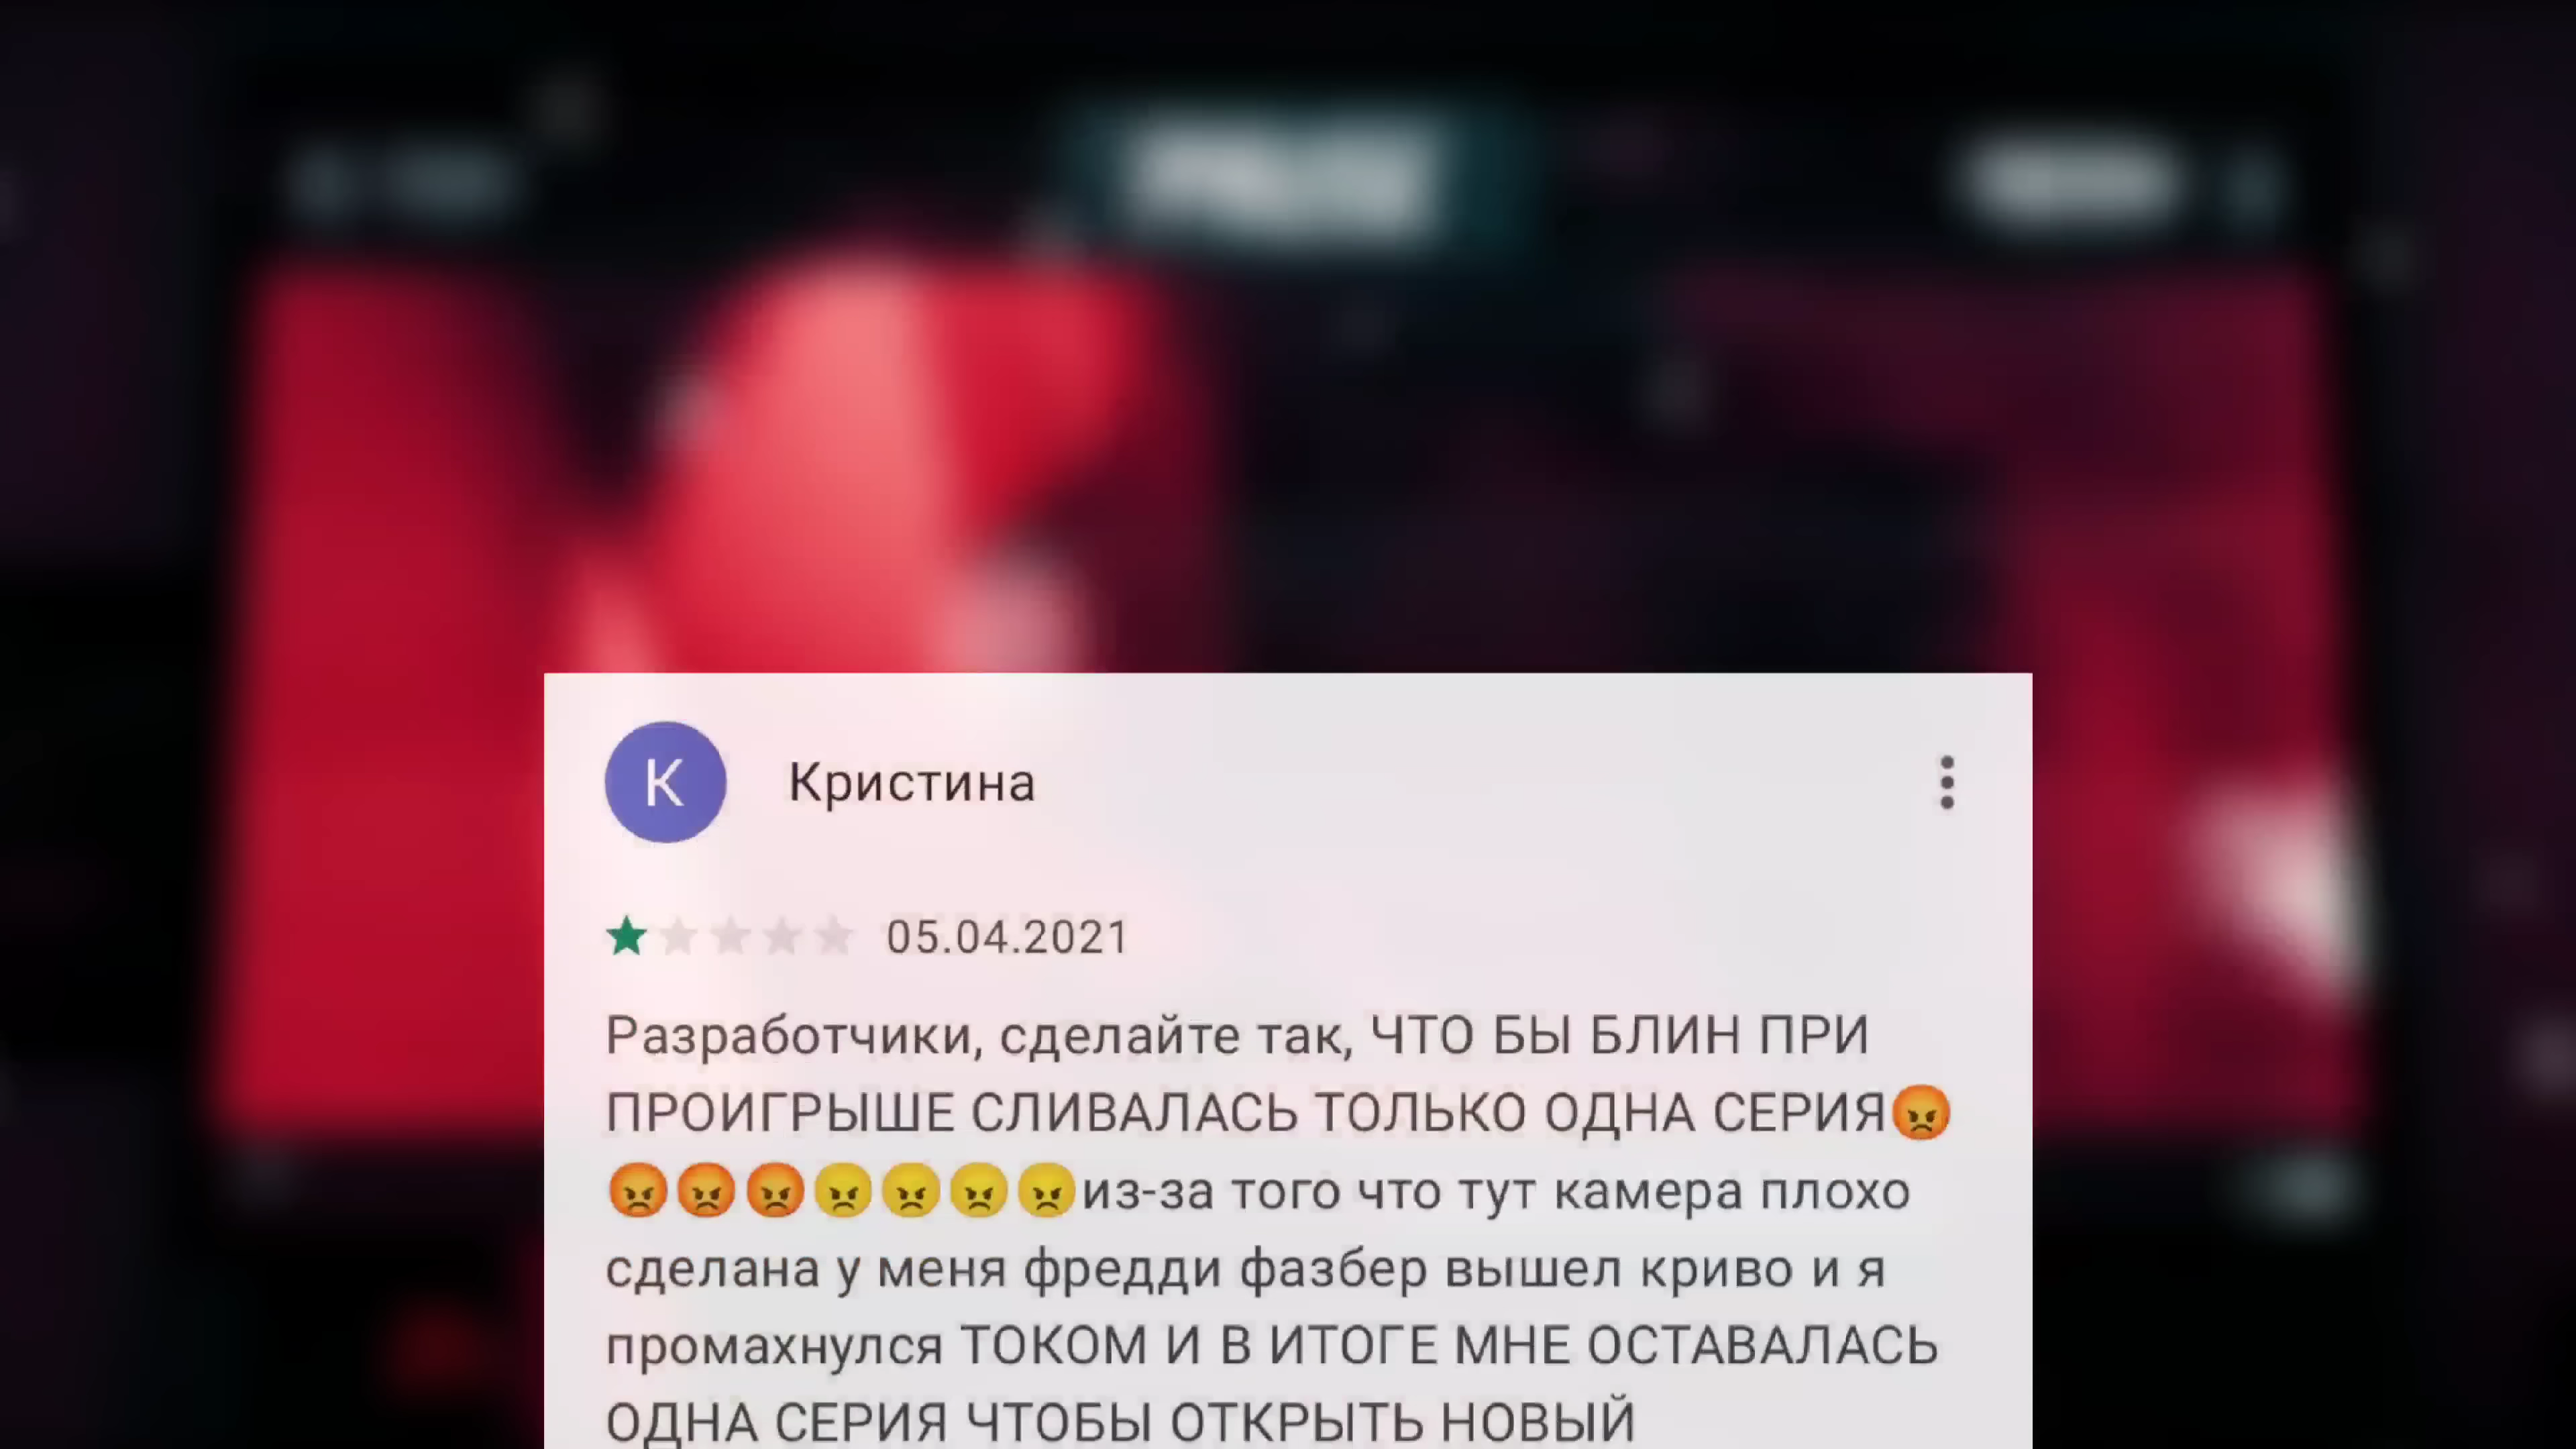 К
Кристина
05.04.2021
Разработчики, сделайте так, ЧТО БЫ БЛИН ПРИ
ПРОИГРЫШЕ СЛИВАЛАСЬ ТОЛЬКО ОДНА СЕРИЯ😡
😡😡😡😠😠😠😠из-за того что тут камера плохо
сделана у меня фредди фазбер вышел криво и я
промахнулся ТОКОМ И В ИТОГЕ МНЕ ОСТАВАЛАСЬ
ОДНА СЕРИЯ ЧТОБЫ ОТКРЫТЬ НОВЫЙ